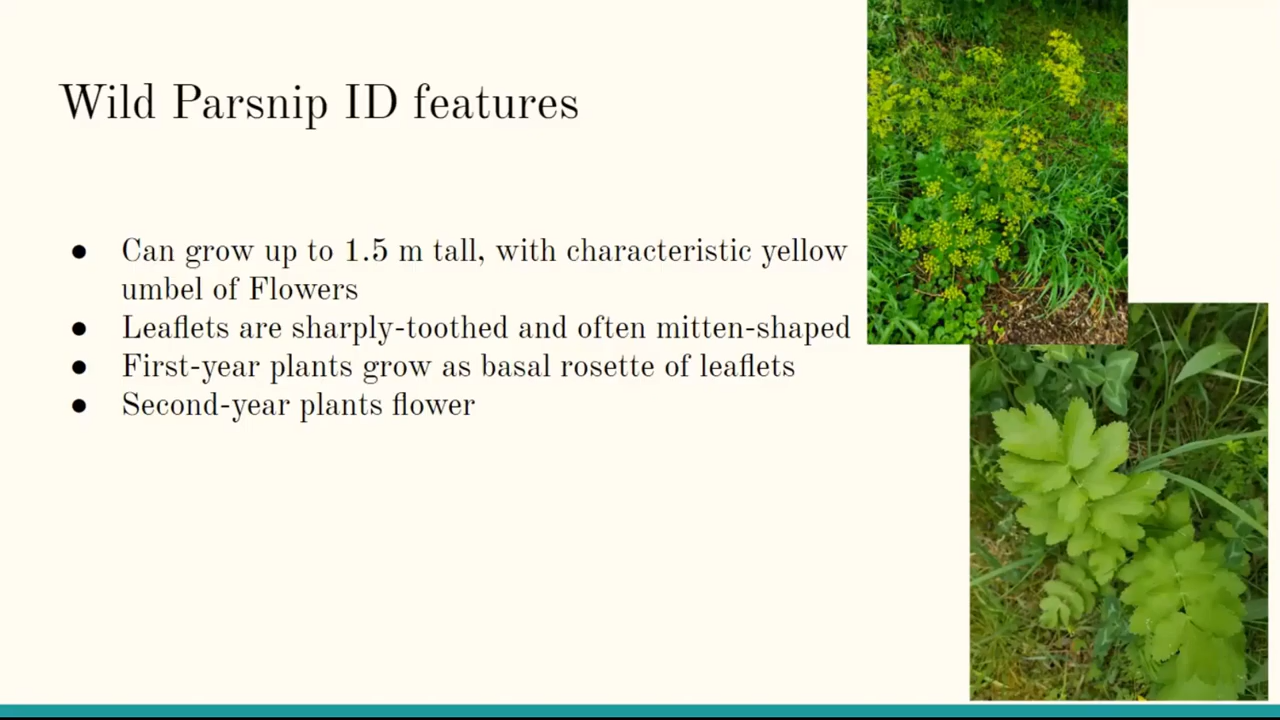 Wild Parsnip ID features
● Can grow up to 1.5 m tall, with characteristic yellow
umbel of Flowers
● Leaflets are sharply-toothed and often mitten-shaped
● First-year plants grow as basal rosette of leaflets
● Second-year plants flower